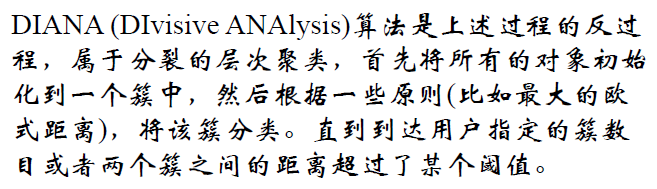 DIANA (DIvisive ANAlysis)算法是上述过程的反过
程，属于分裂的层次聚类，首先将所有的对象初始
化到一个簇中，然后根据一些原则(比如最大的欧
式距离)，将该簇分类。直到到达用户指定的簇数
目或者两个簇之间的距离超过了某个阈值。